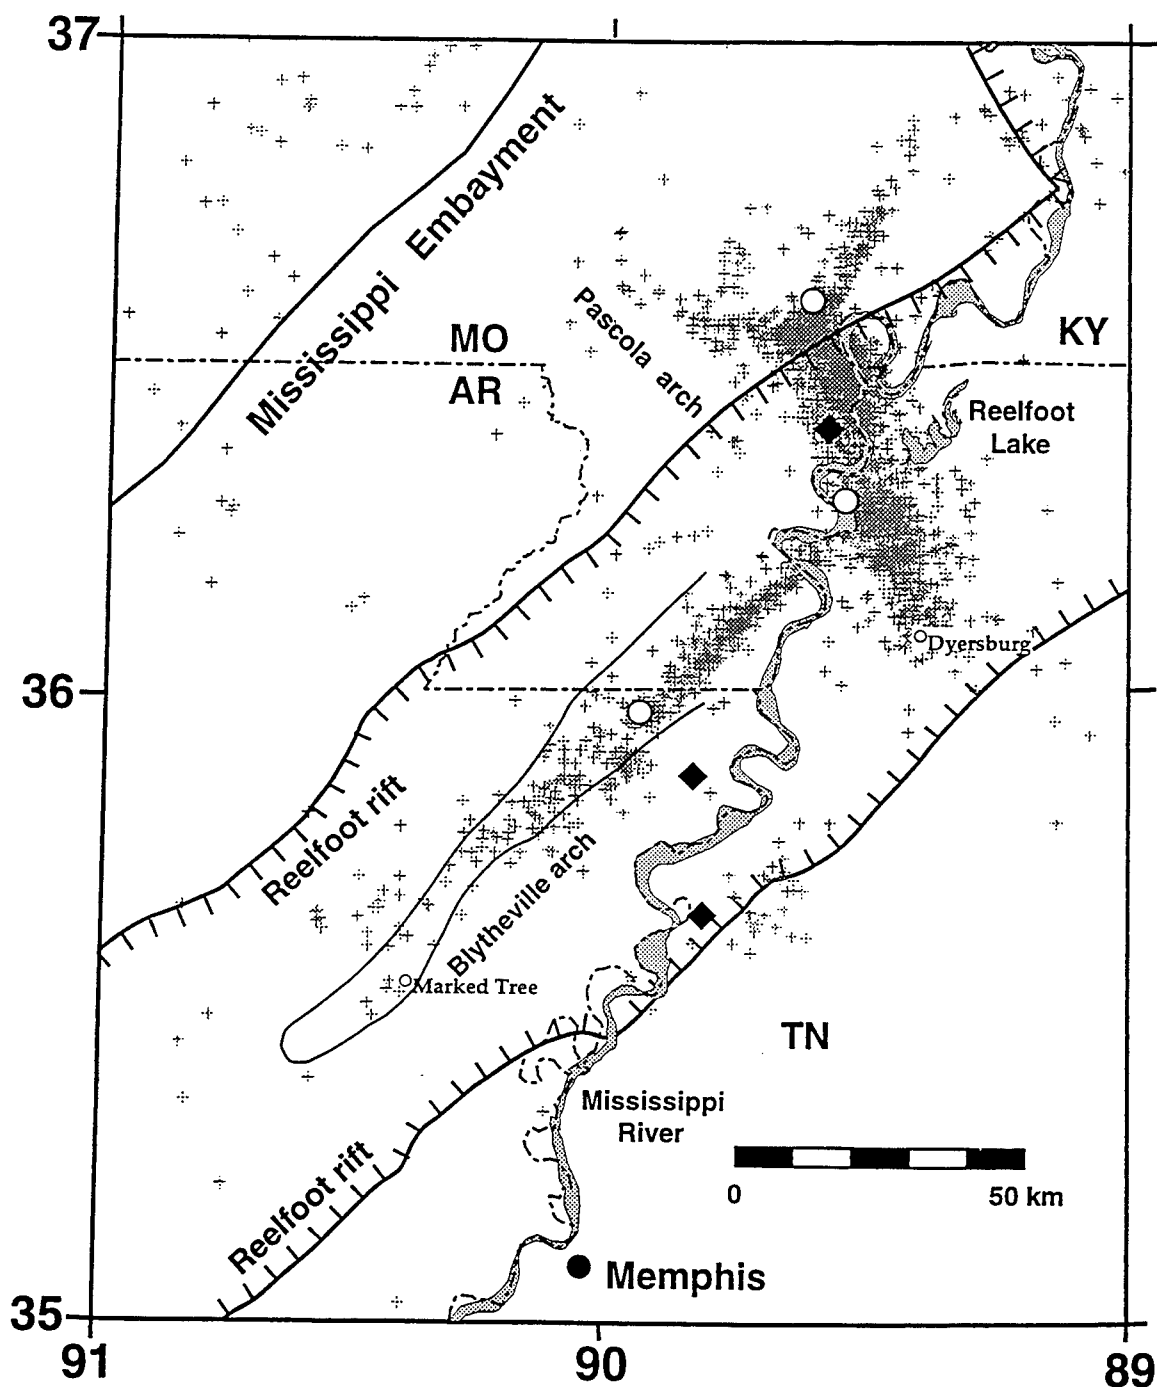 37
Mississippi Embayment
Pascola arch
MO
AR
KY
Reelfoot
Lake
Dyersburg
36
Reelfoot rift
Blytheville arch
Marked Tree
TN
Mississippi
River
0
50 km
Reelfoot rift
Memphis
35
91
90
89